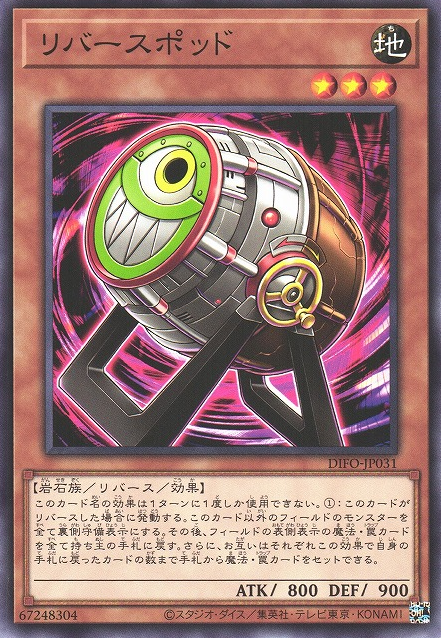 リバースポッド
地
DIFO-JP031
【岩石族／リバース／効果】
このカード名の効果は1ターンに1度しか使用できない。①：このカードが
リバースした場合に発動する。このカード以外のフィールドのモンスターを
全て裏側守備表示にする。その後、フィールドの表側表示の魔法・罠カード
を全て持ち主の手札に戻す。さらに、お互いはそれぞれこの効果で自身の
手札に戻ったカードの数まで手札から魔法・罠カードをセットできる。
ATK/ 800 DEF/ 900
67248304
©スタジオ・ダイス／集英社・テレビ東京・KONAMI